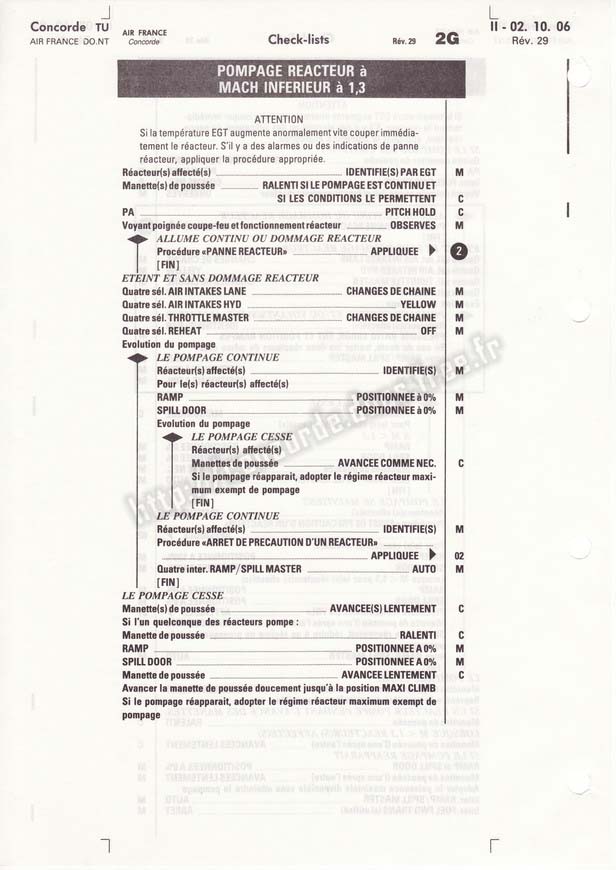 Concorde TU
AIR FRANCE DO.NT
AIR FRANCE
Concorde
Check-lists
Rév. 29
2G
II - 02. 10. 06
Rév. 29
POMPAGE REACTEUR à
MACH INFERIEUR à 1,3
ATTENTION
Si la température EGT augmente anormalement vite couper immédia-
tement le réacteur. S'il y a des alarmes ou des indications de panne
réacteur, appliquer la procédure appropriée.
Réacteur(s) affecté(s) IDENTIFIE(S) PAR EGT M
Manette(s) de poussée RALENTI SI LE POMPAGE EST CONTINU ET
SI LES CONDITIONS LE PERMETTENT C
PA PITCH HOLD C
Voyant poignée coupe-feu et fonctionnement réacteur OBSERVES M
ALLUME CONTINU OU DOMMAGE REACTEUR
Procédure «PANNE REACTEUR» APPLIQUEE 2
[FIN]
ETEINT ET SANS DOMMAGE REACTEUR
Quatre sél. AIR INTAKES LANE CHANGES DE CHAINE M
Quatre sél. AIR INTAKES HYD YELLOW M
Quatre sél. THROTTLE MASTER CHANGES DE CHAINE M
Quatre sél. REHEAT OFF M
Evolution du pompage
LE POMPAGE CONTINUE
Réacteur(s) affecté(s) IDENTIFIE(S) M
Pour le(s) réacteur(s) affecté(s)
RAMP POSITIONNEE à 0% M
SPILL DOOR POSITIONNEE à 0% M
Evolution du pompage
LE POMPAGE CESSE
Réacteur(s) affecté(s)
Manettes de poussée AVANCEE COMME NEC. C
Si le pompage réapparait, adopter le régime réacteur maxi-
mum exempt de pompage
[FIN]
LE POMPAGE CONTINUE
Réacteur(s) affecté(s) IDENTIFIE(S) M
Procédure «ARRET DE PRECAUTION D'UN REACTEUR»
APPLIQUEE 02
Quatre inter. RAMP/SPILL MASTER AUTO M
[FIN]
LE POMPAGE CESSE
Manette(s) de poussée AVANCEE(S) LENTEMENT C
Si l'un quelconque des réacteurs pompe :
Manette de poussée RALENTI C
RAMP POSITIONNEE A 0% M
SPILL DOOR POSITIONNEE A 0% M
Manette de poussée AVANCEE LENTEMENT C
Avancer la manette de poussée doucement jusqu'à la position MAXI CLIMB
Si le pompage réapparait, adopter le régime réacteur maximum exempt de
pompage